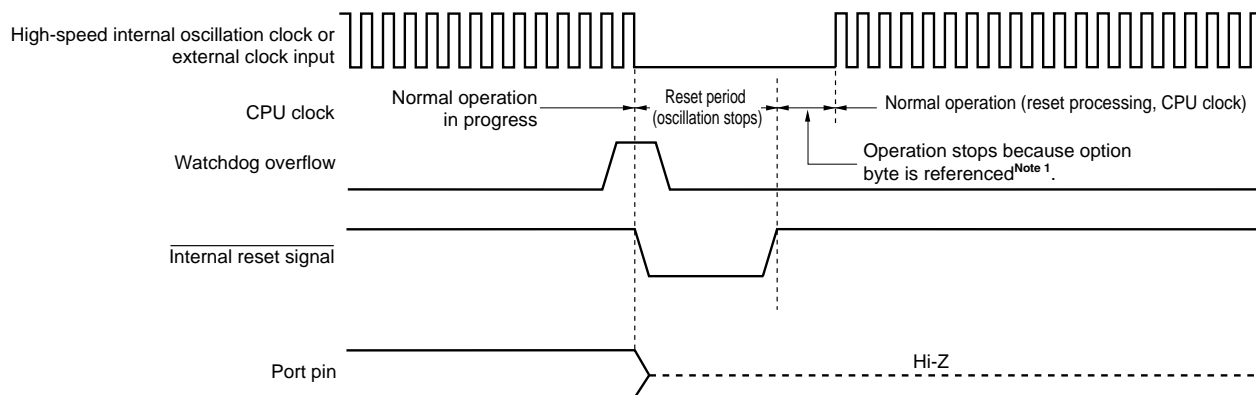 High-speed internal oscillation clock or
external clock input
CPU clock
Normal operation
in progress
Reset period
(oscillation stops)
Normal operation (reset processing, CPU clock)
Watchdog overflow
Operation stops because option
byte is referenced Note 1.
Internal reset signal
Port pin
Hi-Z